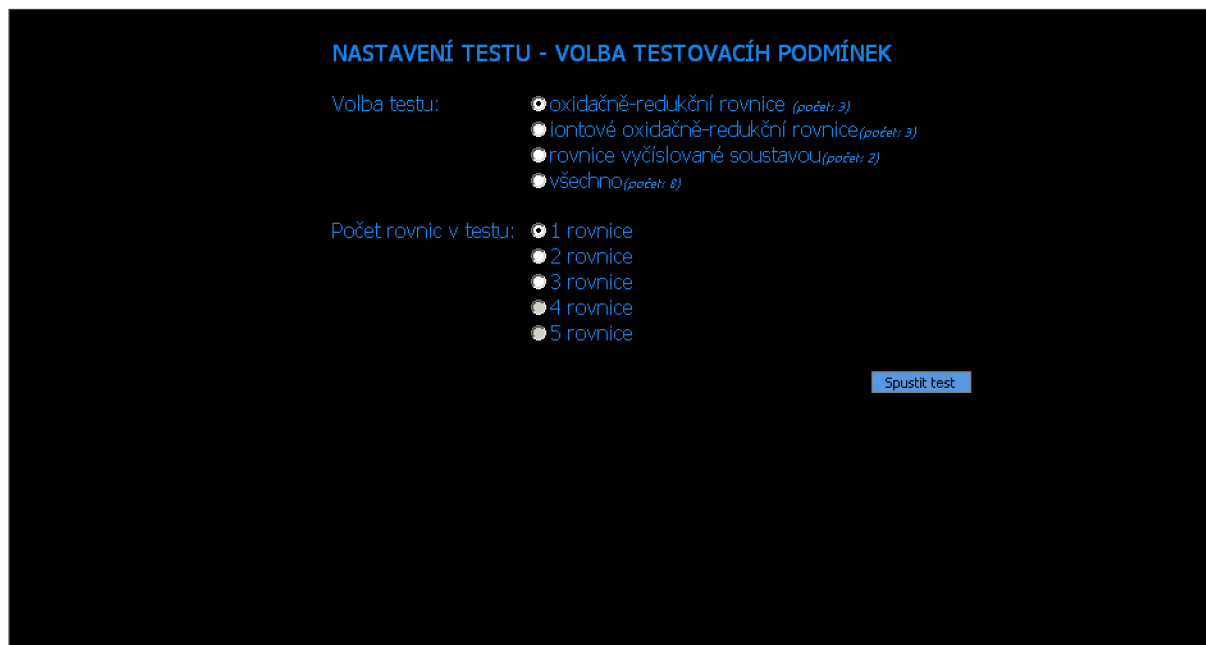 NASTAVENÍ TESTU - VOLBA TESTOVACÍH PODMÍNEK
Volba testu: oxidačně-redukční rovnice (počet: 3)
iontové oxidačně-redukční rovnice(počet: 3)
rovnice vyčíslované soustavou(počet: 2)
všechno(počet: 8)
Počet rovnic v testu: 1 rovnice
2 rovnice
3 rovnice
4 rovnice
5 rovnice
Spustit test